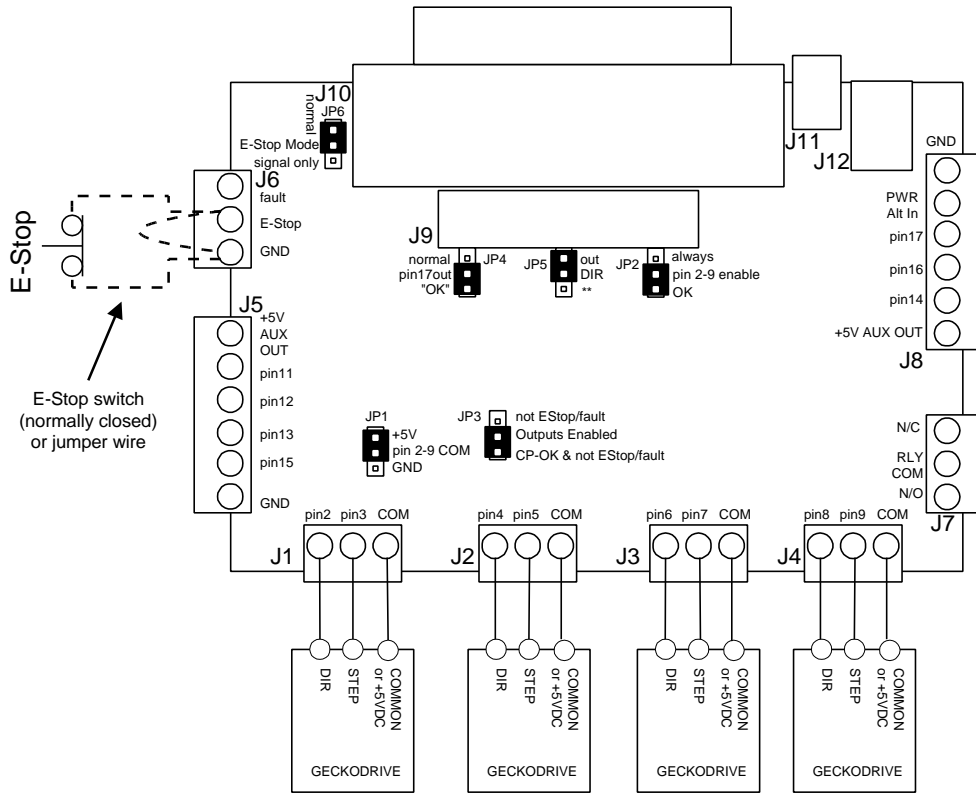 J10
normal
JP6
E-Stop Mode
signal only
J11
J12
GND
PWR
Alt In
pin17
pin16
pin14
+5V AUX OUT
J8
J6
fault
E-Stop
GND
E-Stop
J9
normal
pin17out
"OK"
JP4
JP5
out
DIR
**
JP2
always
pin 2-9 enable
OK
J5
+5V
AUX
OUT
pin11
pin12
pin13
pin15
GND
E-Stop switch
(normally closed)
or jumper wire
JP1
+5V
pin 2-9 COM
GND
JP3
not EStop/fault
Outputs Enabled
CP-OK & not EStop/fault
N/C
RLY
COM
N/O
J7
pin2 pin3 COM
J1
pin4 pin5 COM
J2
pin6 pin7 COM
J3
pin8 pin9 COM
J4
DIR
STEP
COMMON
or +5VDC
GECKODRIVE
DIR
STEP
COMMON
or +5VDC
GECKODRIVE
DIR
STEP
COMMON
or +5VDC
GECKODRIVE
DIR
STEP
COMMON
or +5VDC
GECKODRIVE